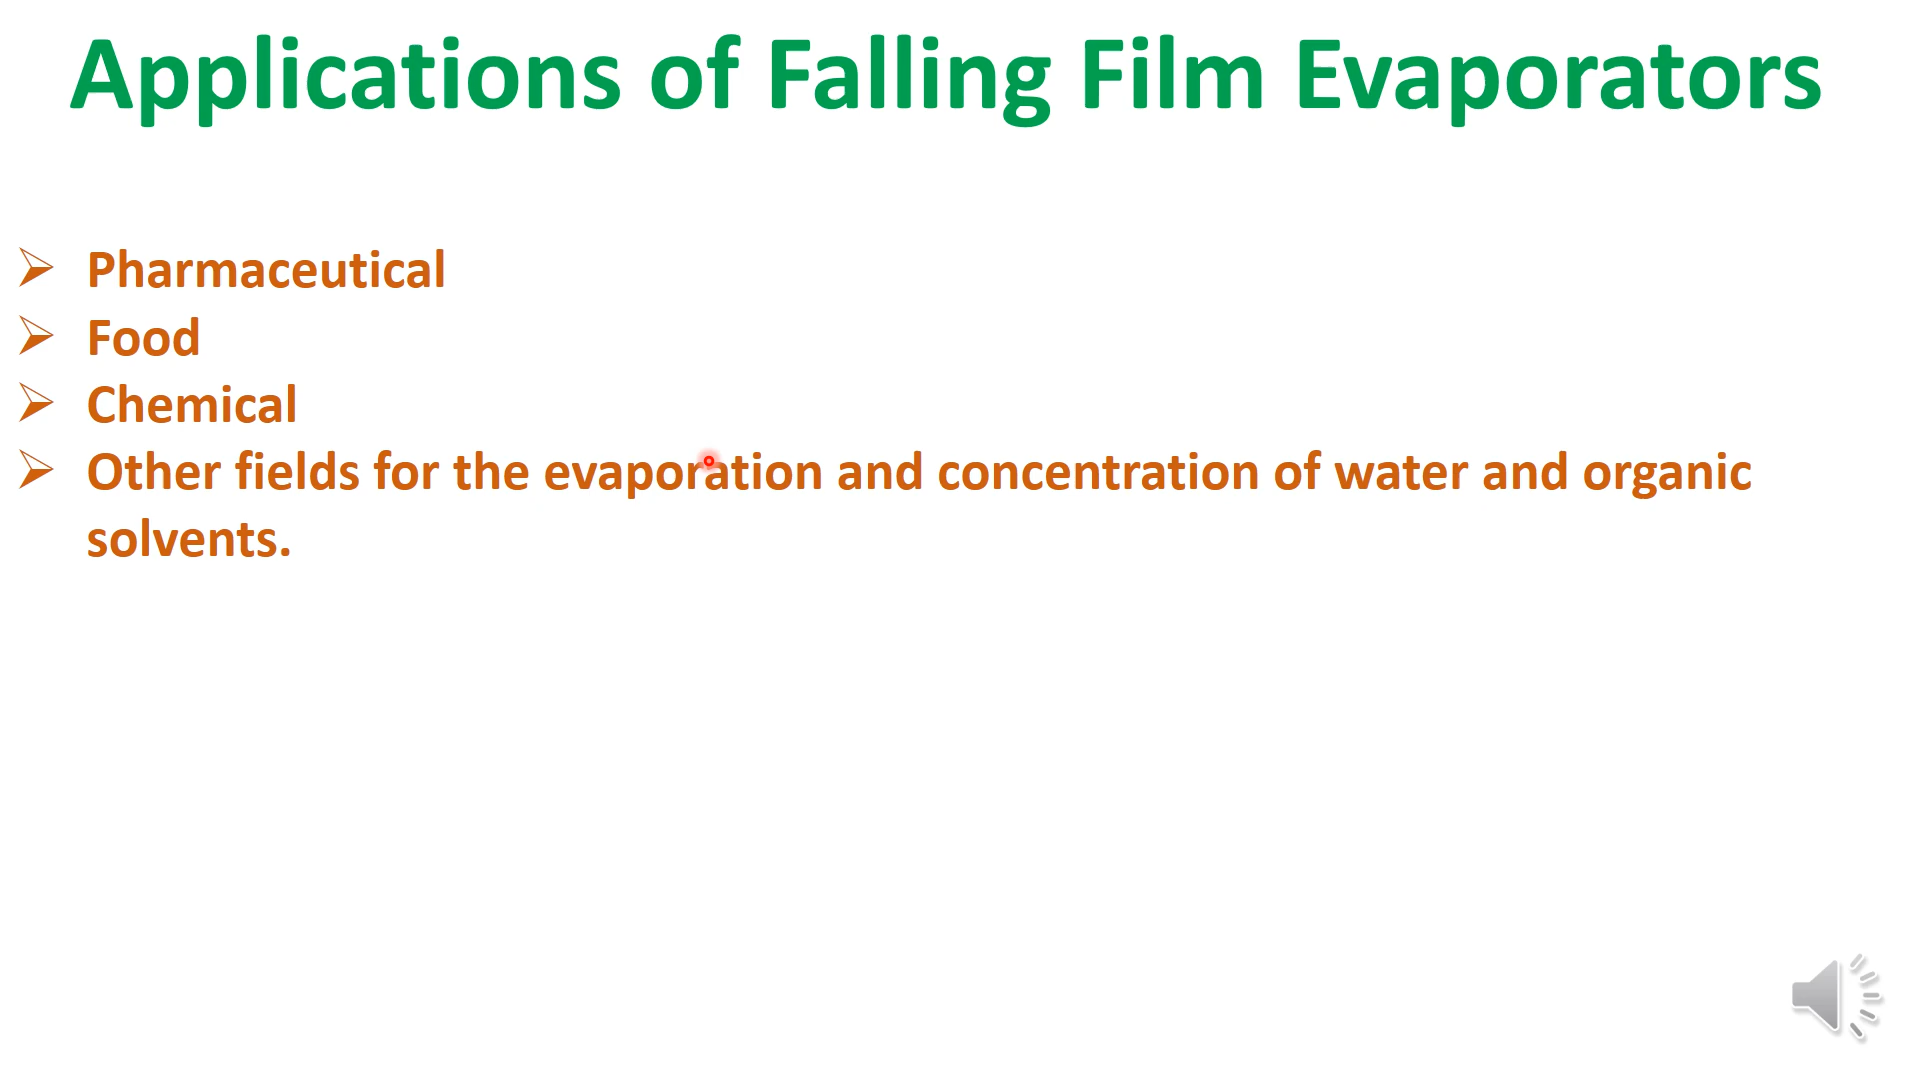 Applications of Falling Film Evaporators
Pharmaceutical
Food
Chemical
Other fields for the evaporation and concentration of water and organic
solvents.